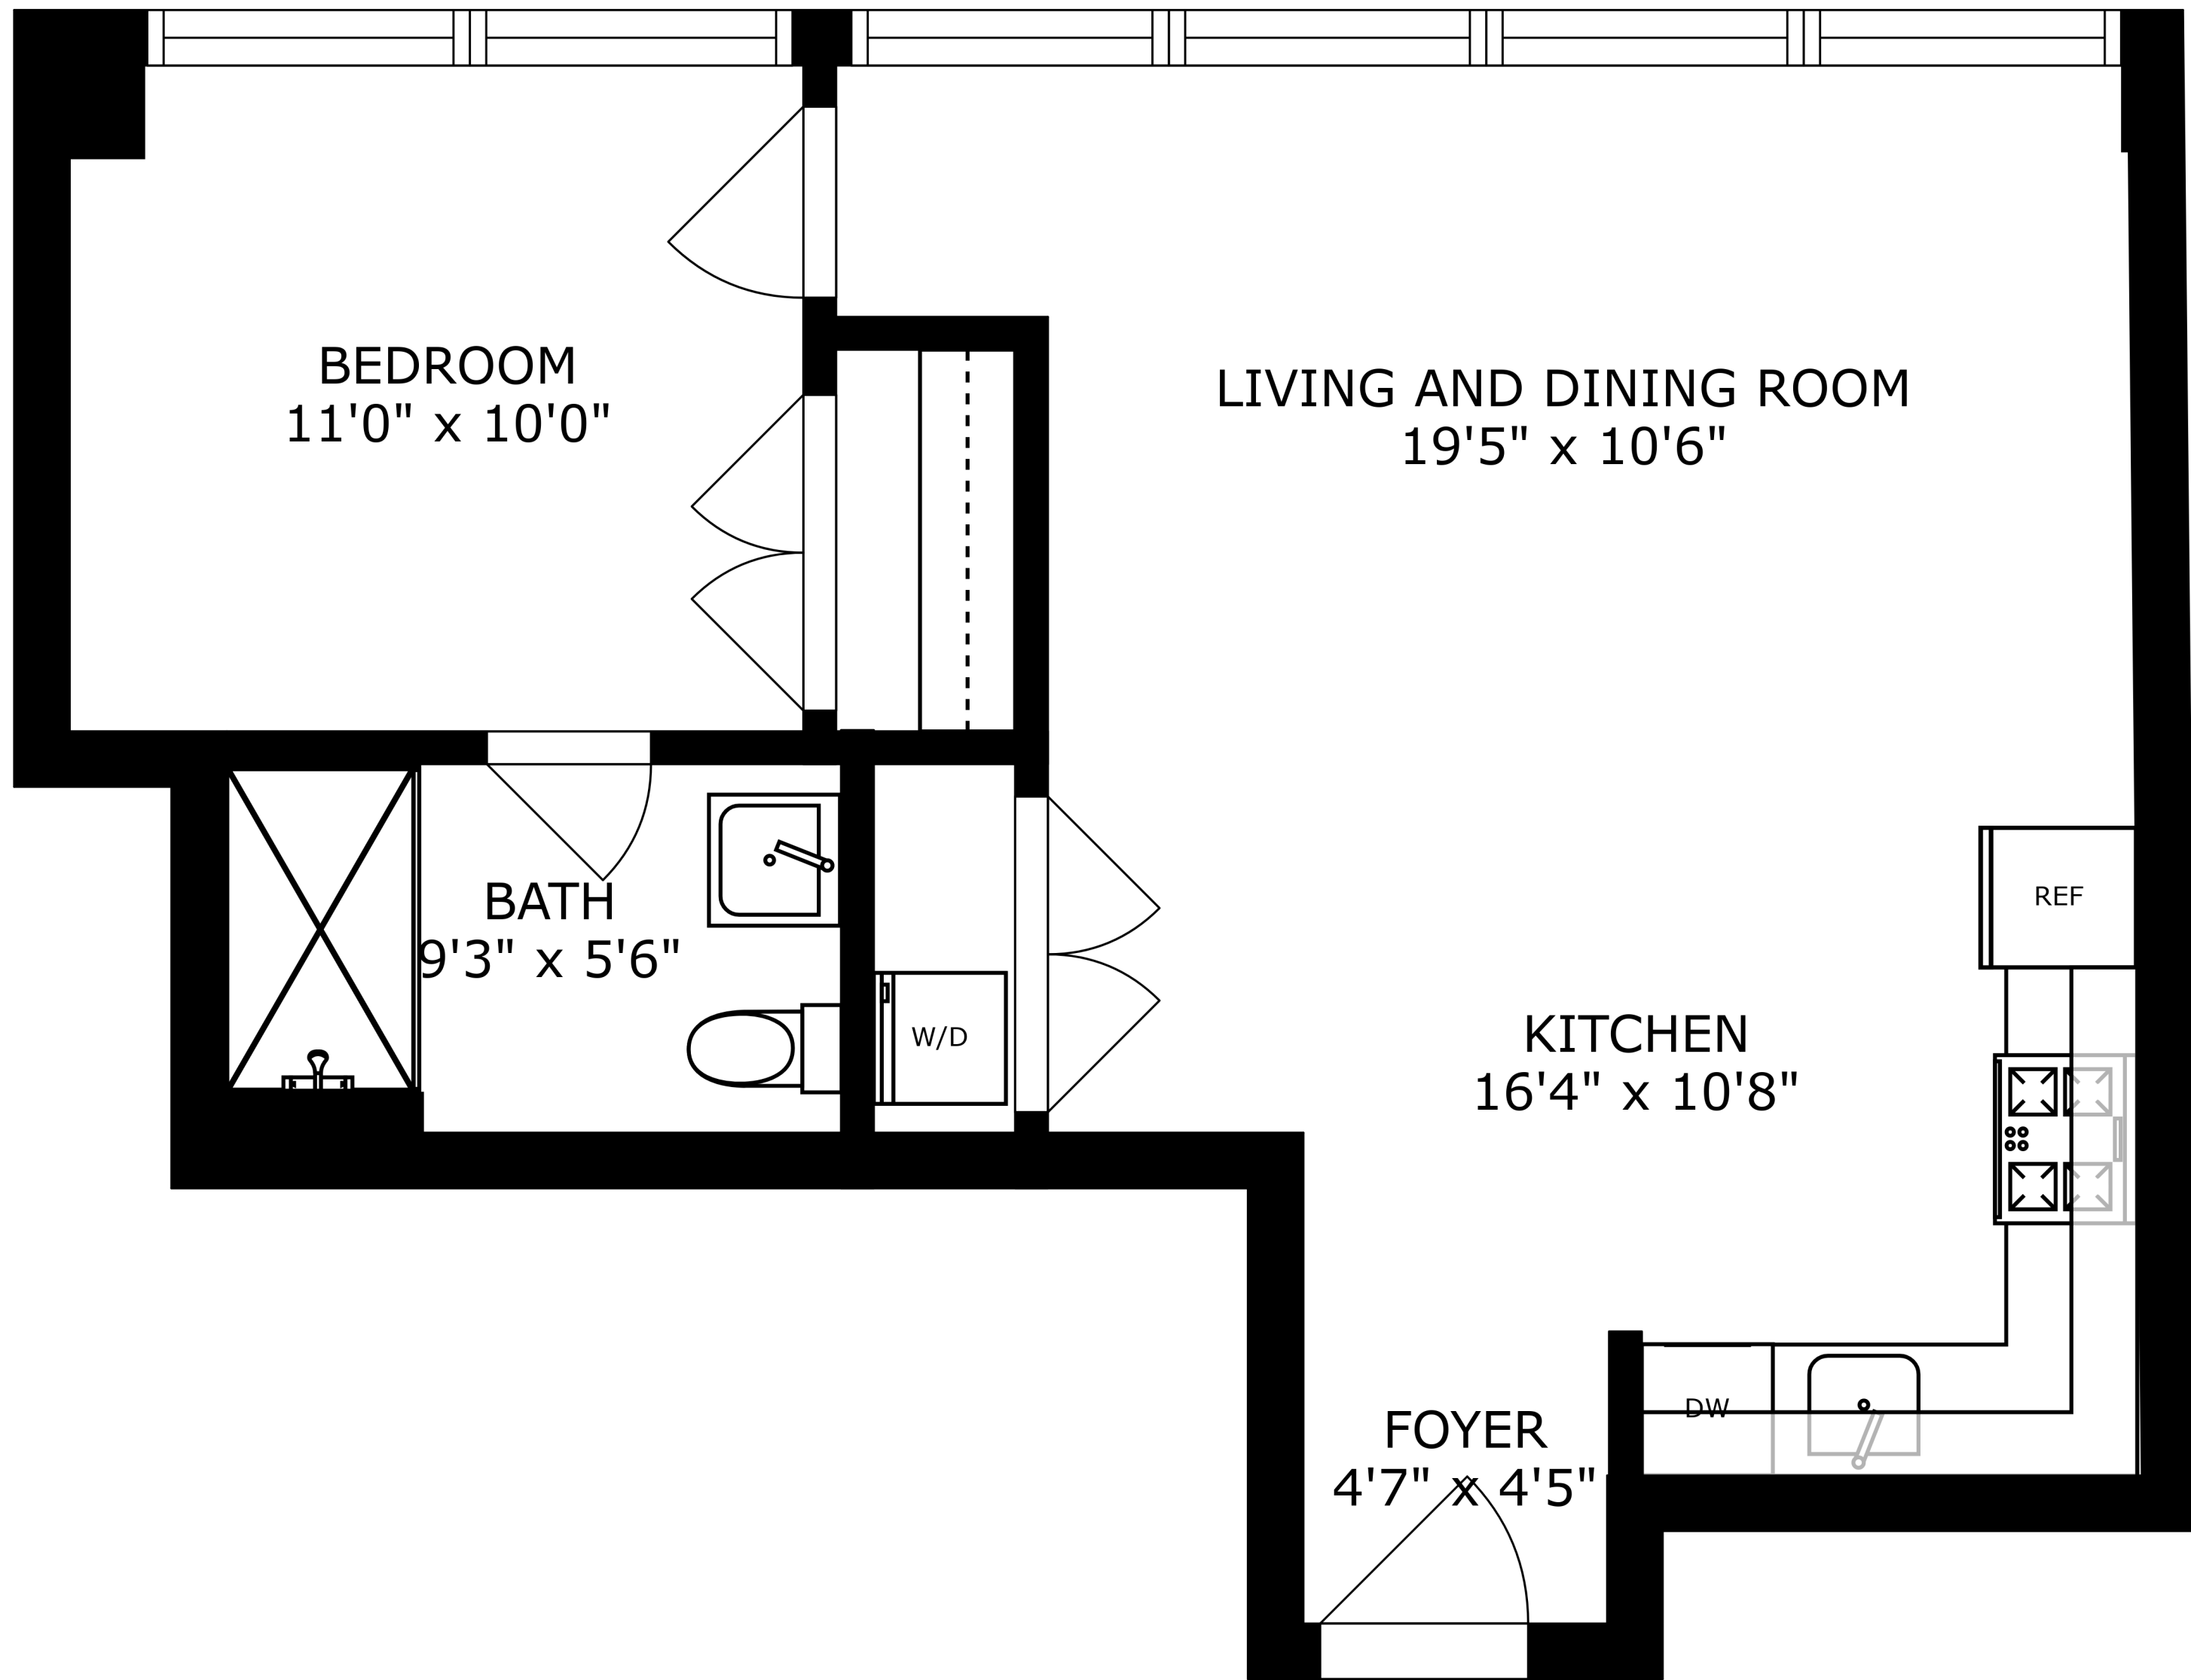 BEDROOM
11'0" x 10'0"
LIVING AND DINING ROOM
19'5" x 10'6"
BATH
9'3" x 5'6"
REF
W/D
KITCHEN
16'4" x 10'8"
DW
FOYER
4'7" x 4'5"